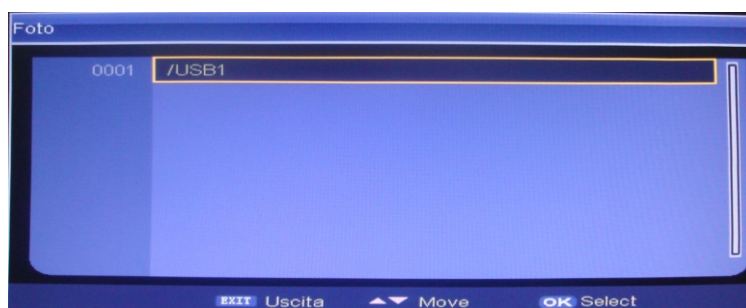 Foto
0001 /USB1
EXIT Uscita ▲▼ Move OK Select